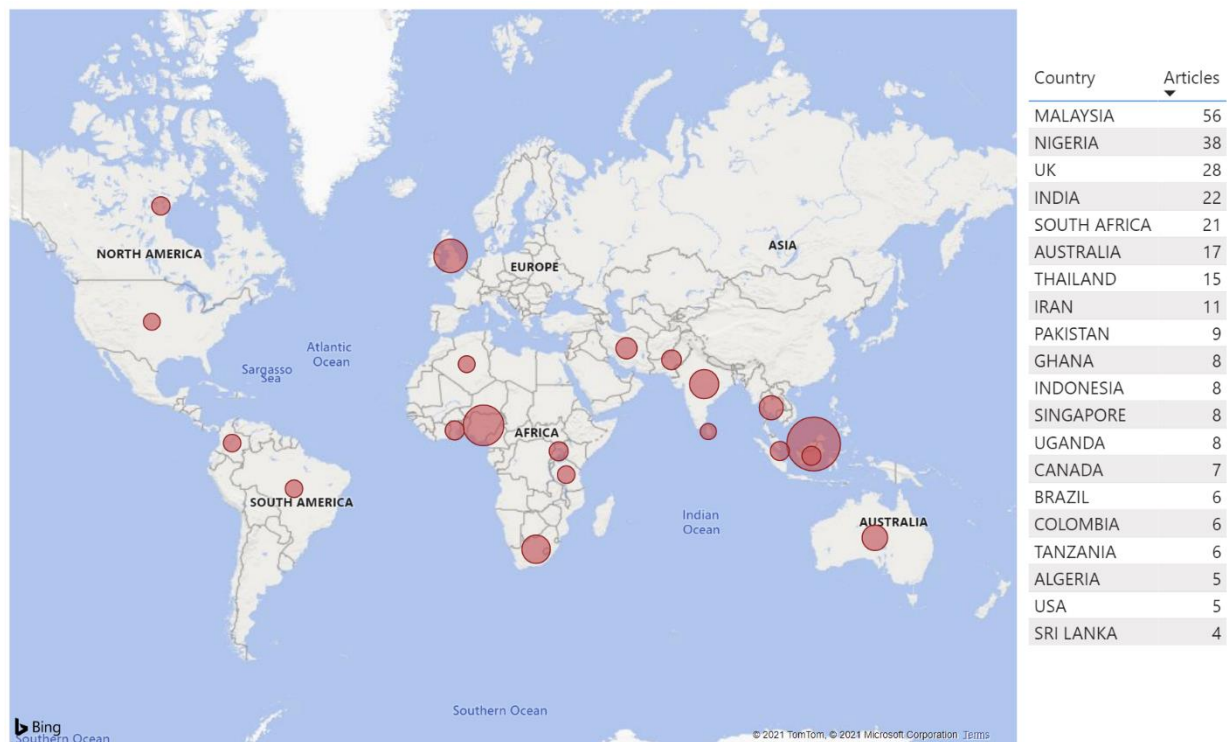 NORTH AMERICA
EUROPE
ASIA
Atlantic
Ocean
Sargasso
Sea
AFRICA
SOUTH AMERICA
Indian
Ocean
AUSTRALIA
Southern Ocean
Bing
Southern Ocean
© 2021 TomTom, © 2021 Microsoft Corporation Terms
Country Articles
MALAYSIA 56
NIGERIA 38
UK 28
INDIA 22
SOUTH AFRICA 21
AUSTRALIA 17
THAILAND 15
IRAN 11
PAKISTAN 9
GHANA 8
INDONESIA 8
SINGAPORE 8
UGANDA 8
CANADA 7
BRAZIL 6
COLOMBIA 6
TANZANIA 6
ALGERIA 5
USA 5
SRI LANKA 4